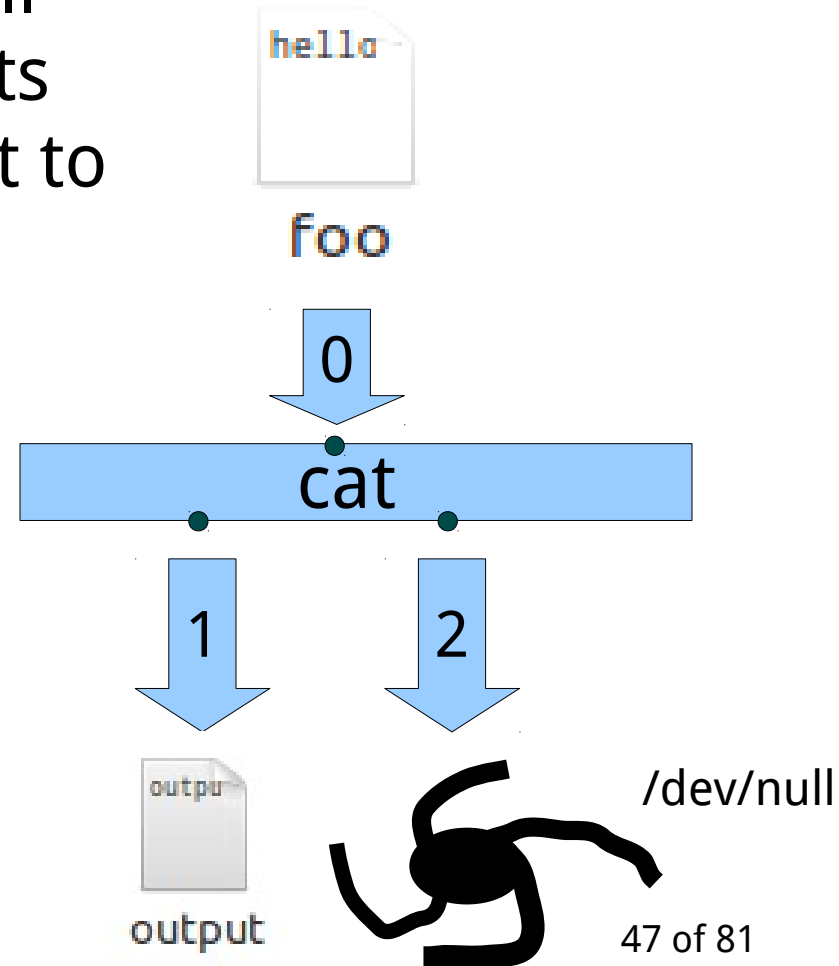 ts
t to
hello
foo
0
cat
1
2
outpu
/dev/null
output
47 of 81